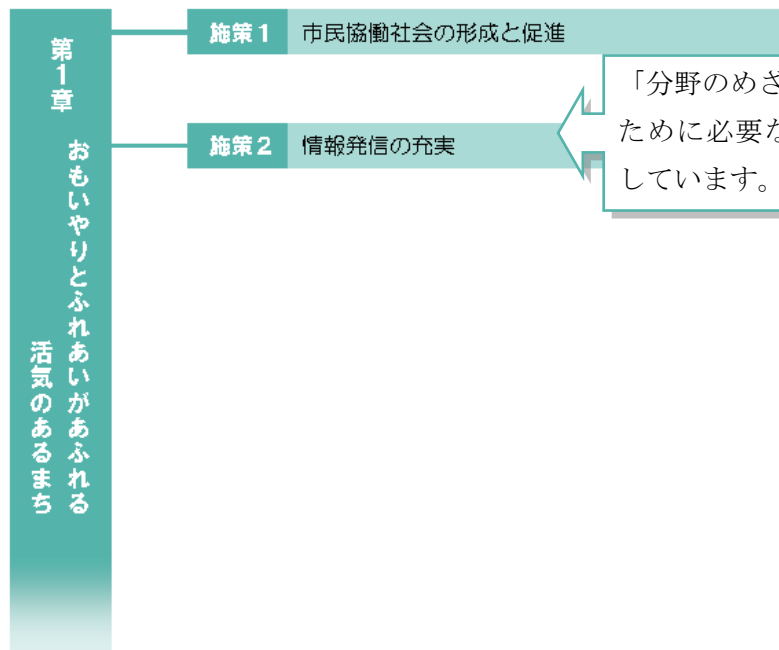 第1章
おもいやりとふれあいがあふれる
活気のあるまち
施策1 市民協働社会の形成と促進
施策2 情報発信の充実
「分野のめざ
ために必要な
しています。